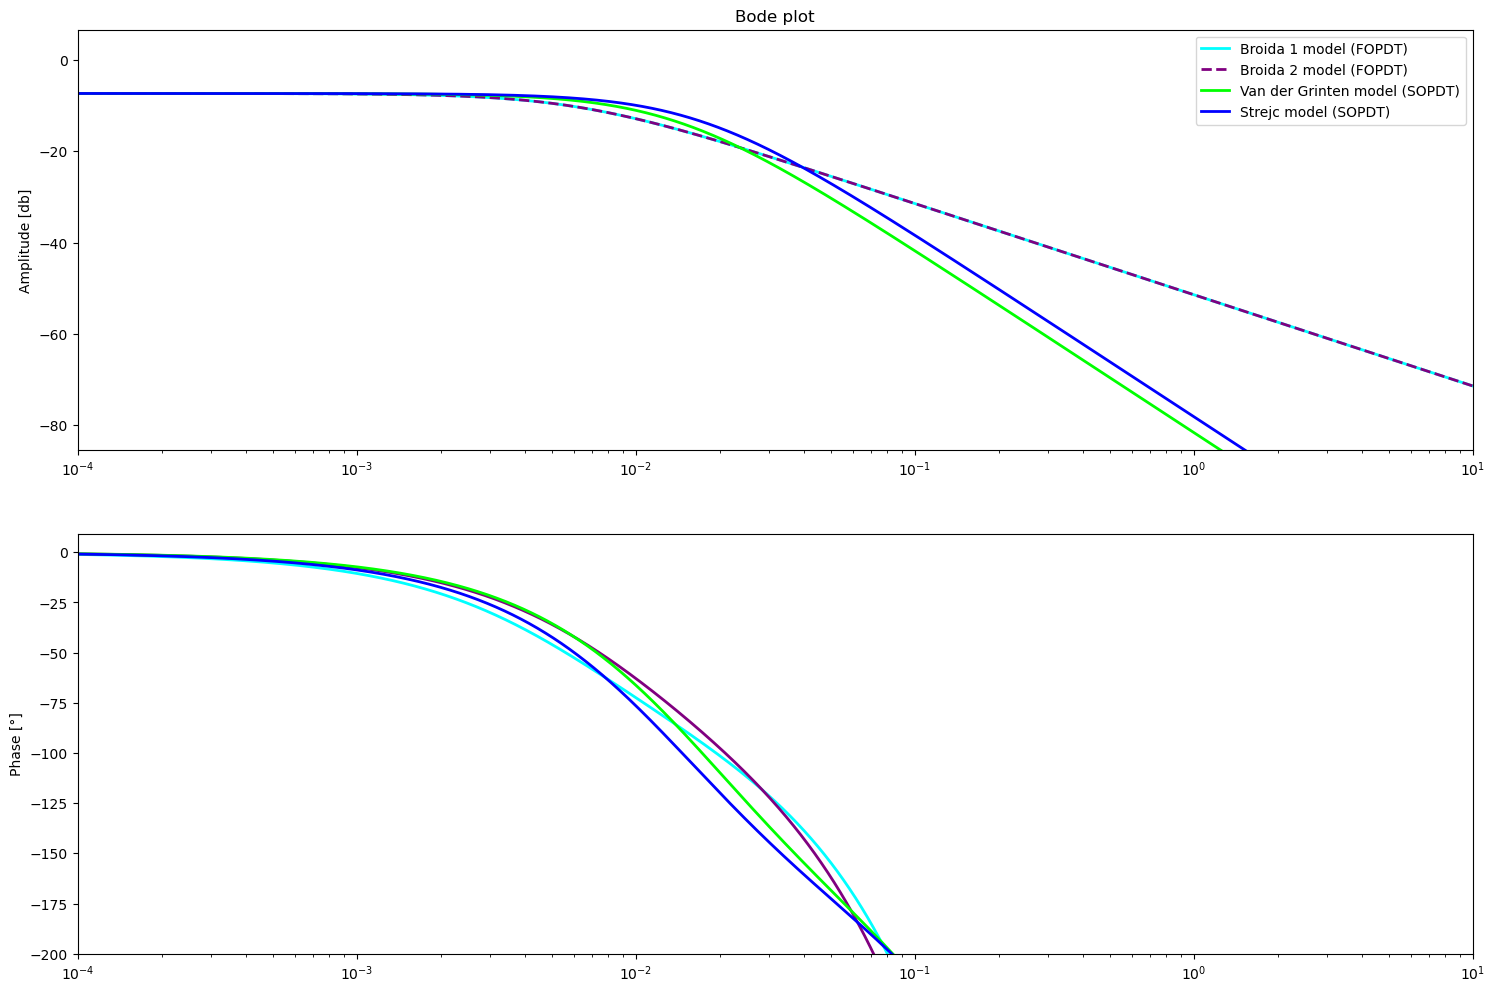 Bode plot
Broida 1 model (FOPDT)
Broida 2 model (FOPDT)
Van der Grinten model (SOPDT)
Strejc model (SOPDT)
Amplitude [db]
0
−20
−40
−60
−80
10⁻⁴ 10⁻³ 10⁻² 10⁻¹ 10⁰ 10¹
Phase [°]
0
−25
−50
−75
−100
−125
−150
−175
−200
10⁻⁴ 10⁻³ 10⁻² 10⁻¹ 10⁰ 10¹